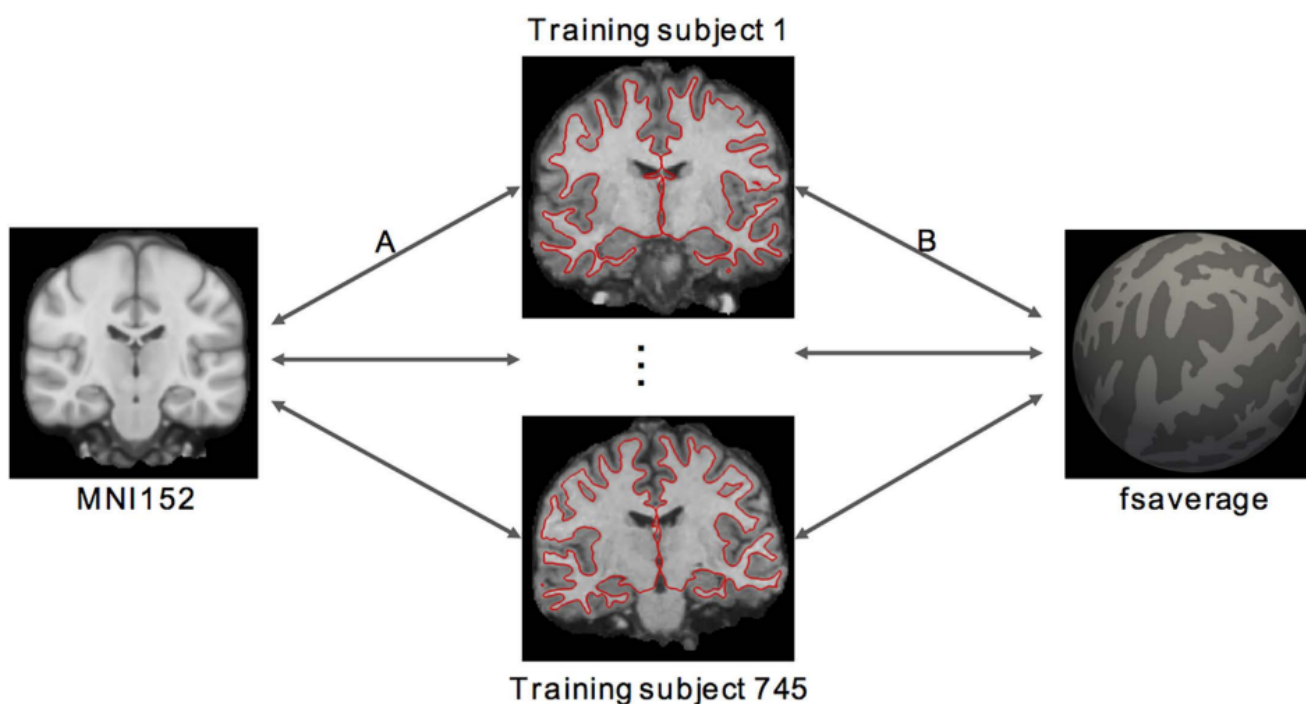 Training subject 1
A
B
⋮
MNI152
fsaverage
Training subject 745